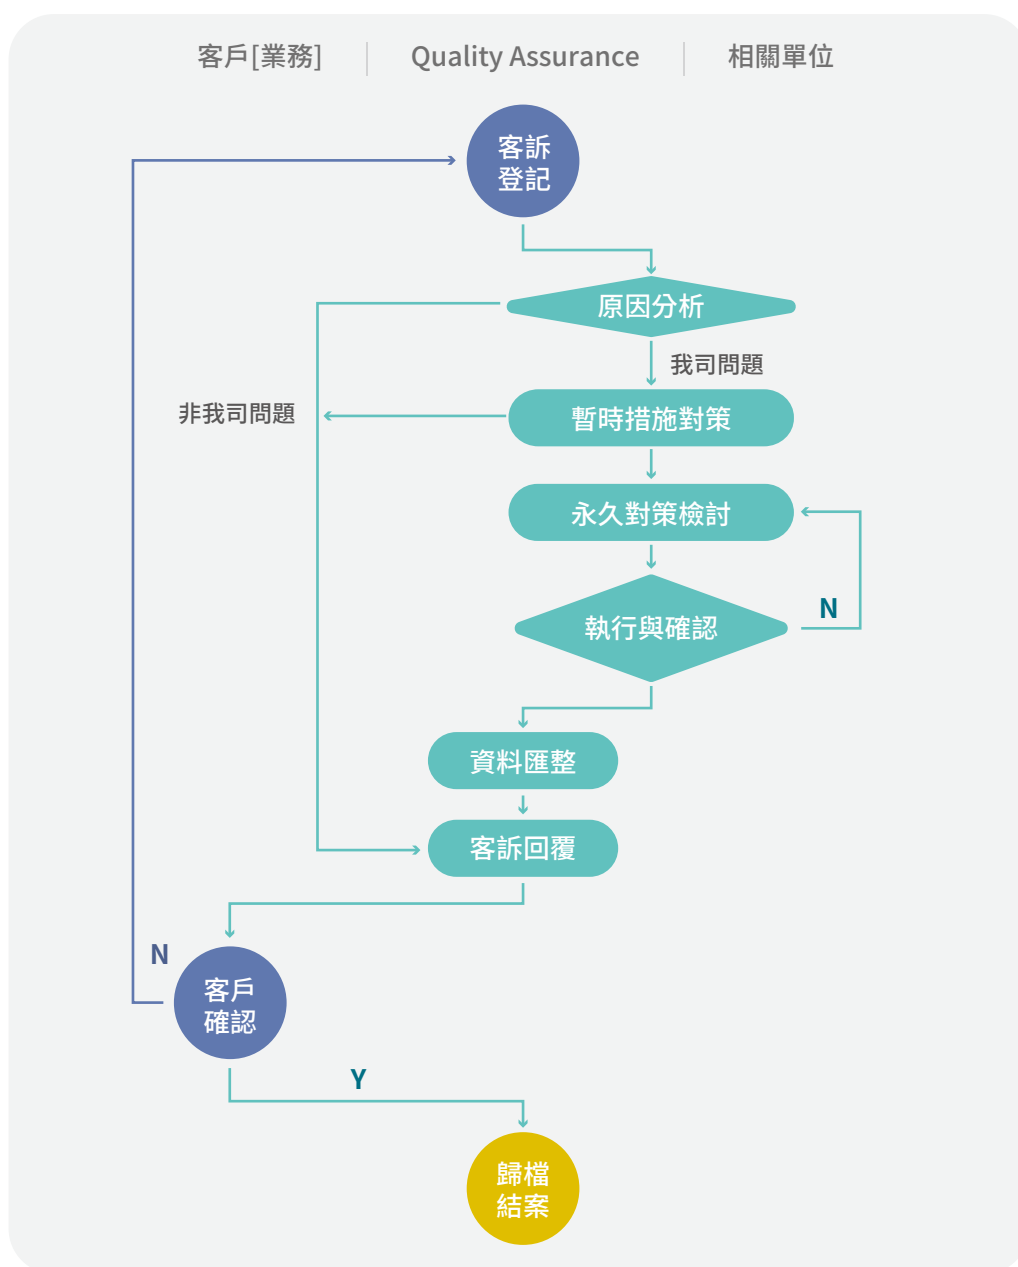 客戶[業務]
Quality Assurance
相關單位
客訴
登記
原因分析
我司問題
非我司問題
暫時措施對策
永久對策檢討
N
執行與確認
資料匯整
客訴回覆
N
客戶
確認
Y
歸檔
結案